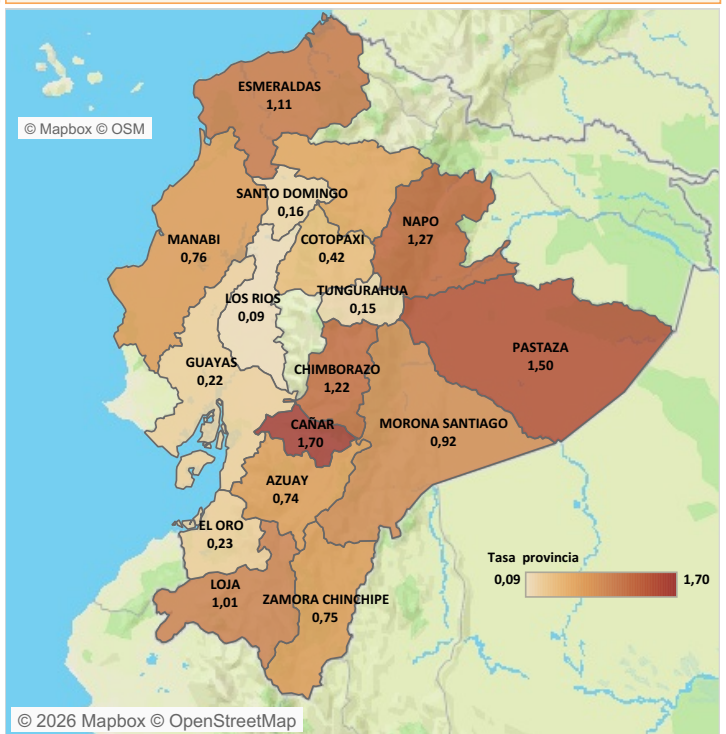 ESMERALDAS
1,11
© Mapbox © OSM
SANTO DOMINGO
0,16
NAPO
1,27
MANABI
0,76
COTOPAXI
0,42
TUNGURAHUA
0,15
LOS RIOS
0,09
PASTAZA
1,50
GUAYAS
0,22
CHIMBORAZO
1,22
CAÑAR
1,70
MORONA SANTIAGO
0,92
AZUAY
0,74
EL ORO
0,23
Tasa provincia
0,09 1,70
LOJA
1,01
ZAMORA CHINCHIPE
0,75
© 2026 Mapbox © OpenStreetMap